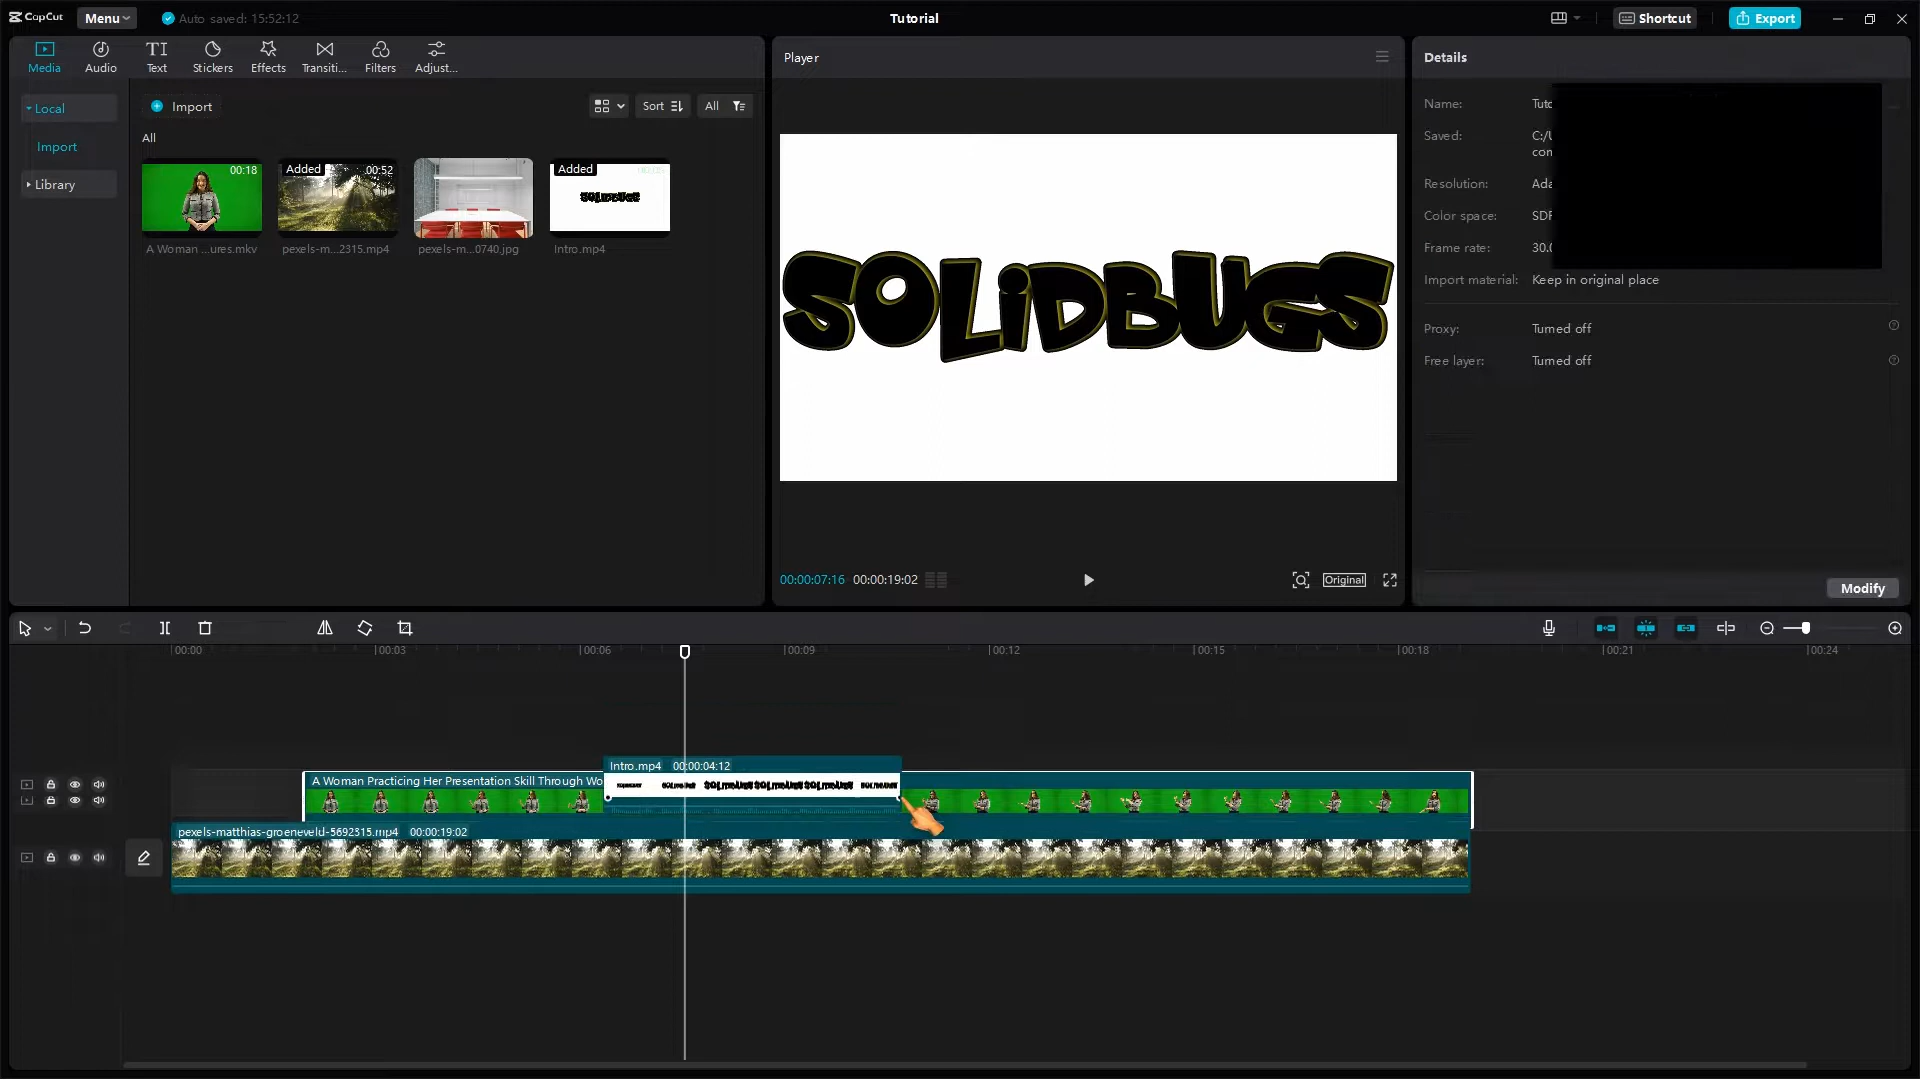 CapCut
Menu
Auto saved: 15:52:12
Tutorial
Shortcut
Export
Media
Audio
Text
Stickers
Effects
Transiti...
Filters
Adjust...
Local
Import
Library
Import
Sort
All
All
00:18
Added
00:52
Added
A Woman ...ures.mkv
pexels-m...2315.mp4
pexels-m...0740.jpg
Intro.mp4
Player
SOLiDBUGS
00:00:07:16
00:00:19:02
Original
Details
Name:
Tuto
Saved:
C:/U
com
Resolution:
Ada
Color space:
SDR
Frame rate:
30.0
Import material:
Keep in original place
Proxy:
Turned off
Free layer:
Turned off
Modify
00:00
00:03
00:06
00:09
00:12
00:15
00:18
00:21
00:24
Intro.mp4 00:00:04:12
A Woman Practicing Her Presentation Skill Through Wo
pexels-matthias-groeneveld-5692315.mp4 00:00:19:02